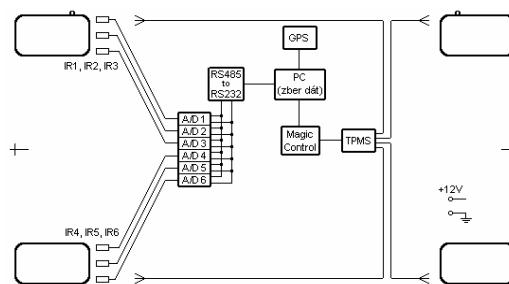 GPS
IR1, IR2, IR3
RS485
to
RS232
PC
(zber dát)
A/D 1
A/D 2
A/D 3
A/D 4
A/D 5
A/D 6
Magic
Control
TPMS
+12V
IR4, IR5, IR6